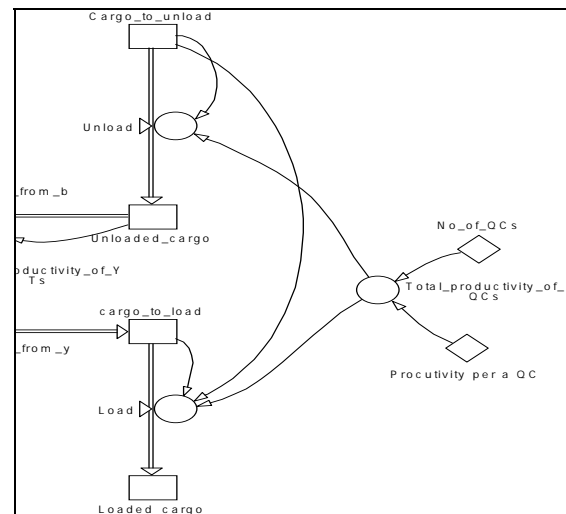 Cargo_to_unload
Unload
_from_b
Unloaded_cargo
oductivity_of_Y
Ts
No_of_QCs
Total_productivity_of_
QCs
cargo_to_load
_from_y
Procutivity per a QC
Load
Loaded cargo